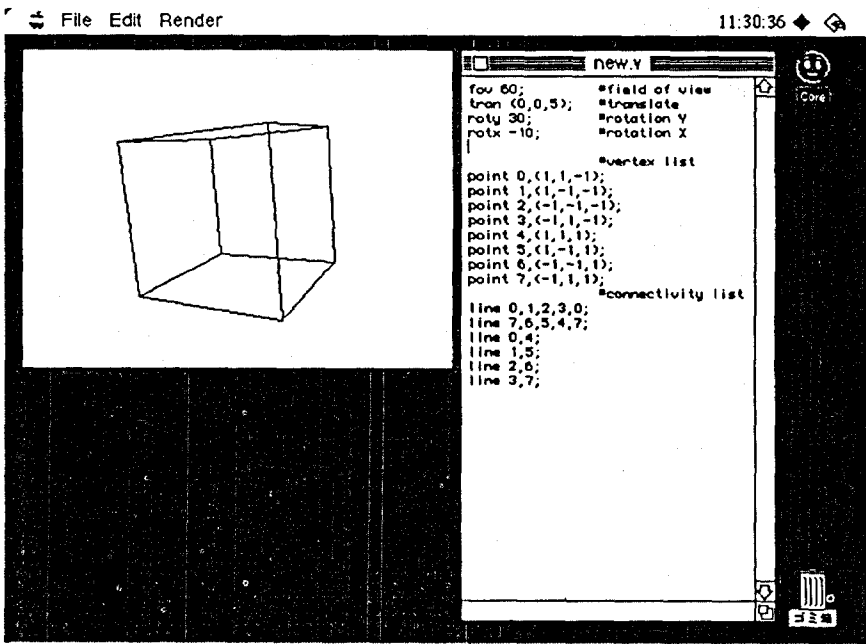 File Edit Render 11:30:36
new.v
fov 60; #field of view
tran (0,0,5); #translate
roty 30; #rotation Y
rotx -10; #rotation X
#vertex list
point 0,(1,1,-1);
point 1,(1,-1,-1);
point 2,(-1,-1,-1);
point 3,(-1,1,-1);
point 4,(1,1,1);
point 5,(1,-1,1);
point 6,(-1,-1,1);
point 7,(-1,1,1);
#connectivity list
line 0,1,2,3,0;
line 7,6,5,4,7;
line 0,4;
line 1,5;
line 2,6;
line 3,7;
Core
ゴミ箱